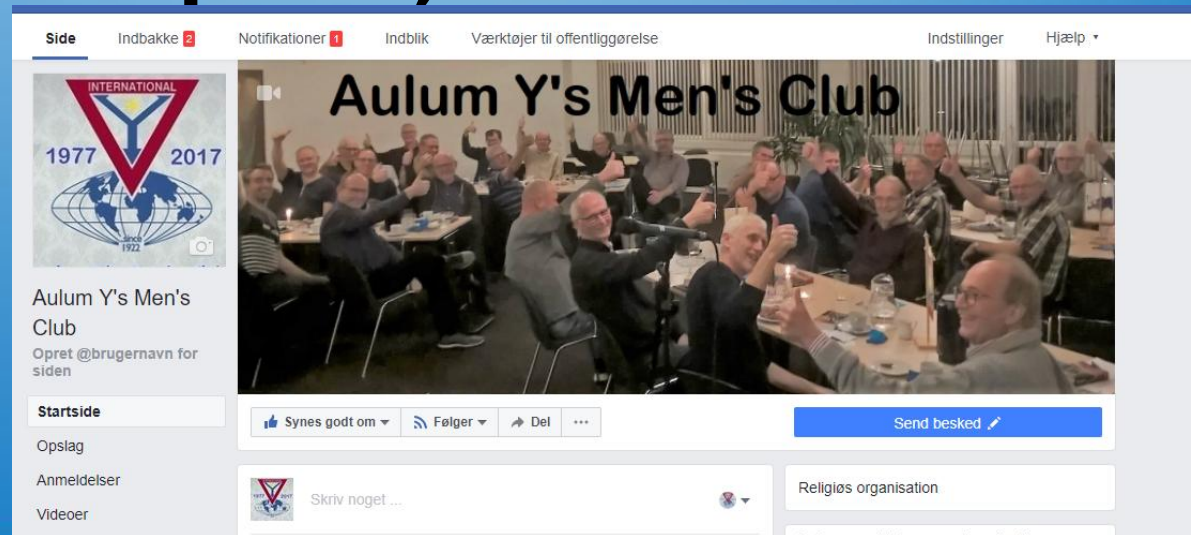 Side Indbakke 2 Notifikationer 1 Indblik Værktøjer til offentliggørelse Indstillinger Hjælp
INTERNATIONAL
Y
1977 2017
since
1922
Aulum Y's Men's Club
Aulum Y's Men's
Club
Opret @brugernavn for
siden
Startside
Opslag
Anmeldelser
Videoer
Synes godt om Følger Del ...
Send besked
Skriv noget ...
Religiøs organisation